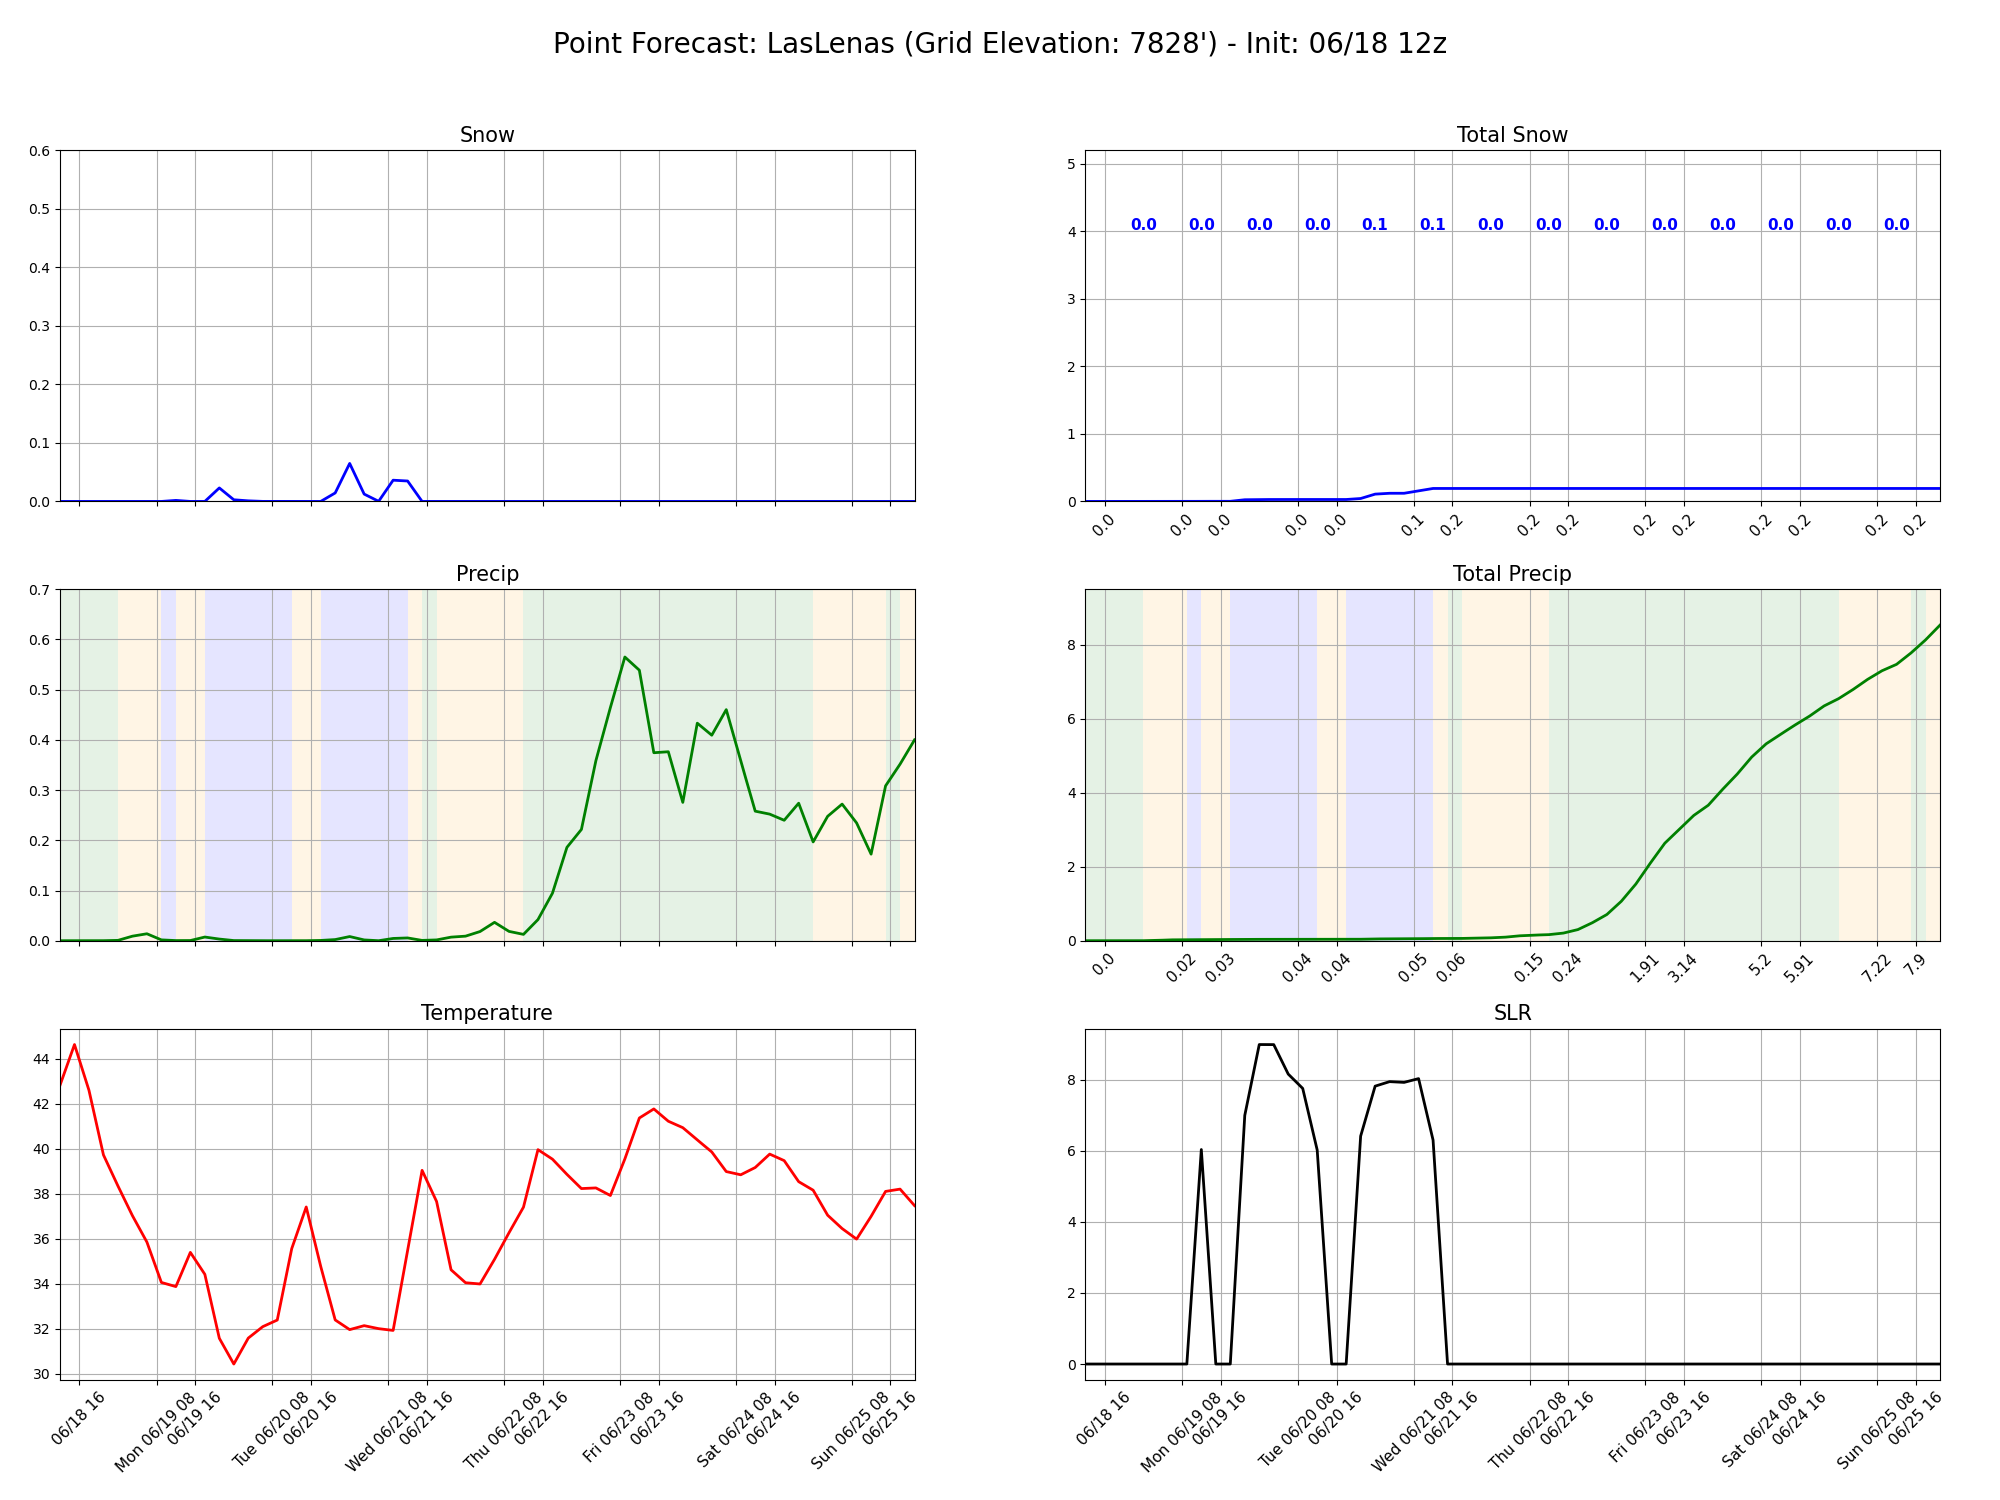 Point Forecast: LasLenas (Grid Elevation: 7828') - Init: 06/18 12z
Snow
0.6
0.5
0.4
0.3
0.2
0.1
0.0
Total Snow
5
4
3
2
1
0
0.0 0.0 0.0 0.0 0.1 0.1 0.0 0.0 0.0 0.0 0.0 0.0 0.0 0.0
0.0 0.0 0.0 0.0 0.0 0.1 0.2 0.2 0.2 0.2 0.2 0.2 0.2 0.2 0.2
Precip
0.7
0.6
0.5
0.4
0.3
0.2
0.1
0.0
Total Precip
8
6
4
2
0
0.0 0.02 0.03 0.04 0.04 0.05 0.06 0.15 0.24 1.91 3.14 5.2 5.91 7.22 7.9
Temperature
44
42
40
38
36
34
32
30
06/18 16
Mon 06/19 08
06/19 16
Tue 06/20 08
06/20 16
Wed 06/21 08
06/21 16
Thu 06/22 08
06/22 16
Fri 06/23 08
06/23 16
Sat 06/24 08
06/24 16
Sun 06/25 08
06/25 16
SLR
8
6
4
2
0
06/18 16
Mon 06/19 08
06/19 16
Tue 06/20 08
06/20 16
Wed 06/21 08
06/21 16
Thu 06/22 08
06/22 16
Fri 06/23 08
06/23 16
Sat 06/24 08
06/24 16
Sun 06/25 08
06/25 16